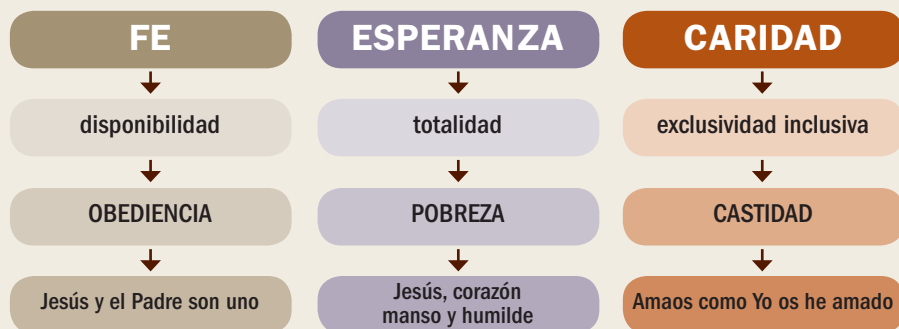 FE
disponibilidad
OBEDIENCIA
Jesús y el Padre son uno
ESPERANZA
totalidad
POBREZA
Jesús, corazón
manso y humilde
CARIDAD
exclusividad inclusiva
CASTIDAD
Amaos como Yo os he amado